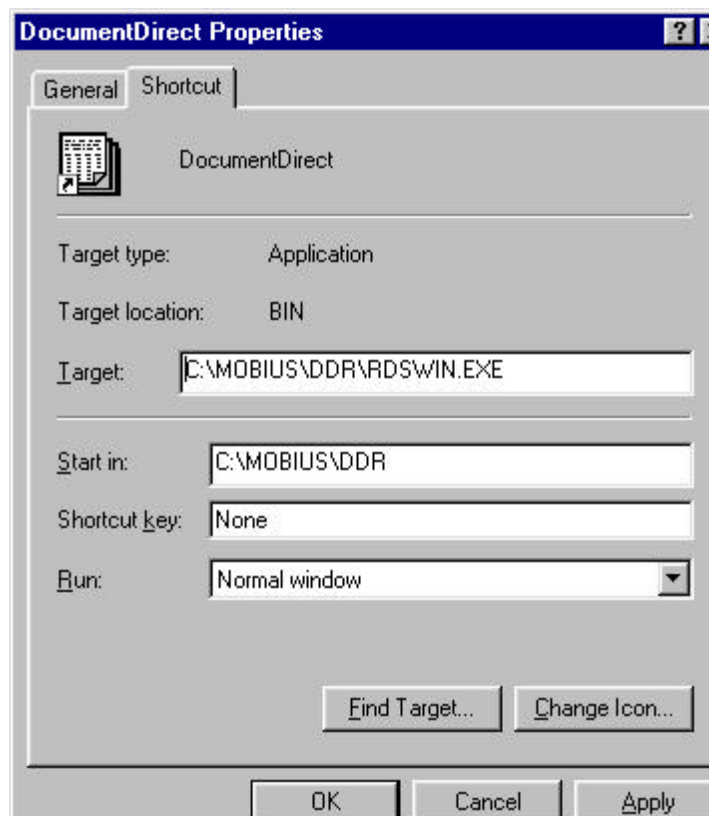 DocumentDirect Properties
?
General Shortcut
DocumentDirect
Target type: Application
Target location: BIN
Target: C:\MOBIUS\DDR\RDSWIN.EXE
Start in: C:\MOBIUS\DDR
Shortcut key: None
Run: Normal window
Find Target... Change Icon...
OK Cancel Apply